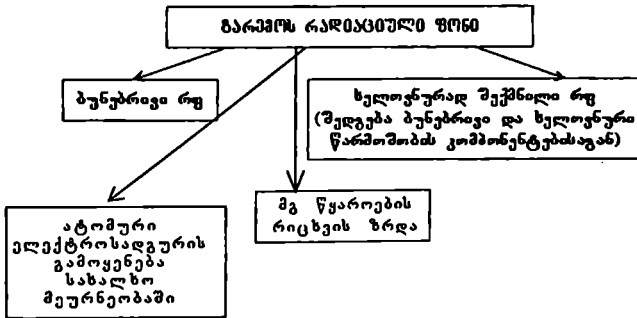 გარემოს რადიაციული ფონი
ბუნებრივი რფ
ხელოვნურად შექმნილი რფ
(შედგება ბუნებრივი და ხელოვნური
წარმოშობის კომპონენტებისაგან)
ატომური
ელექტროსადგურის
გამოყენება
სახალხო
მეურნეობაში
მგ წყაროების
რიცხვის ზრდა